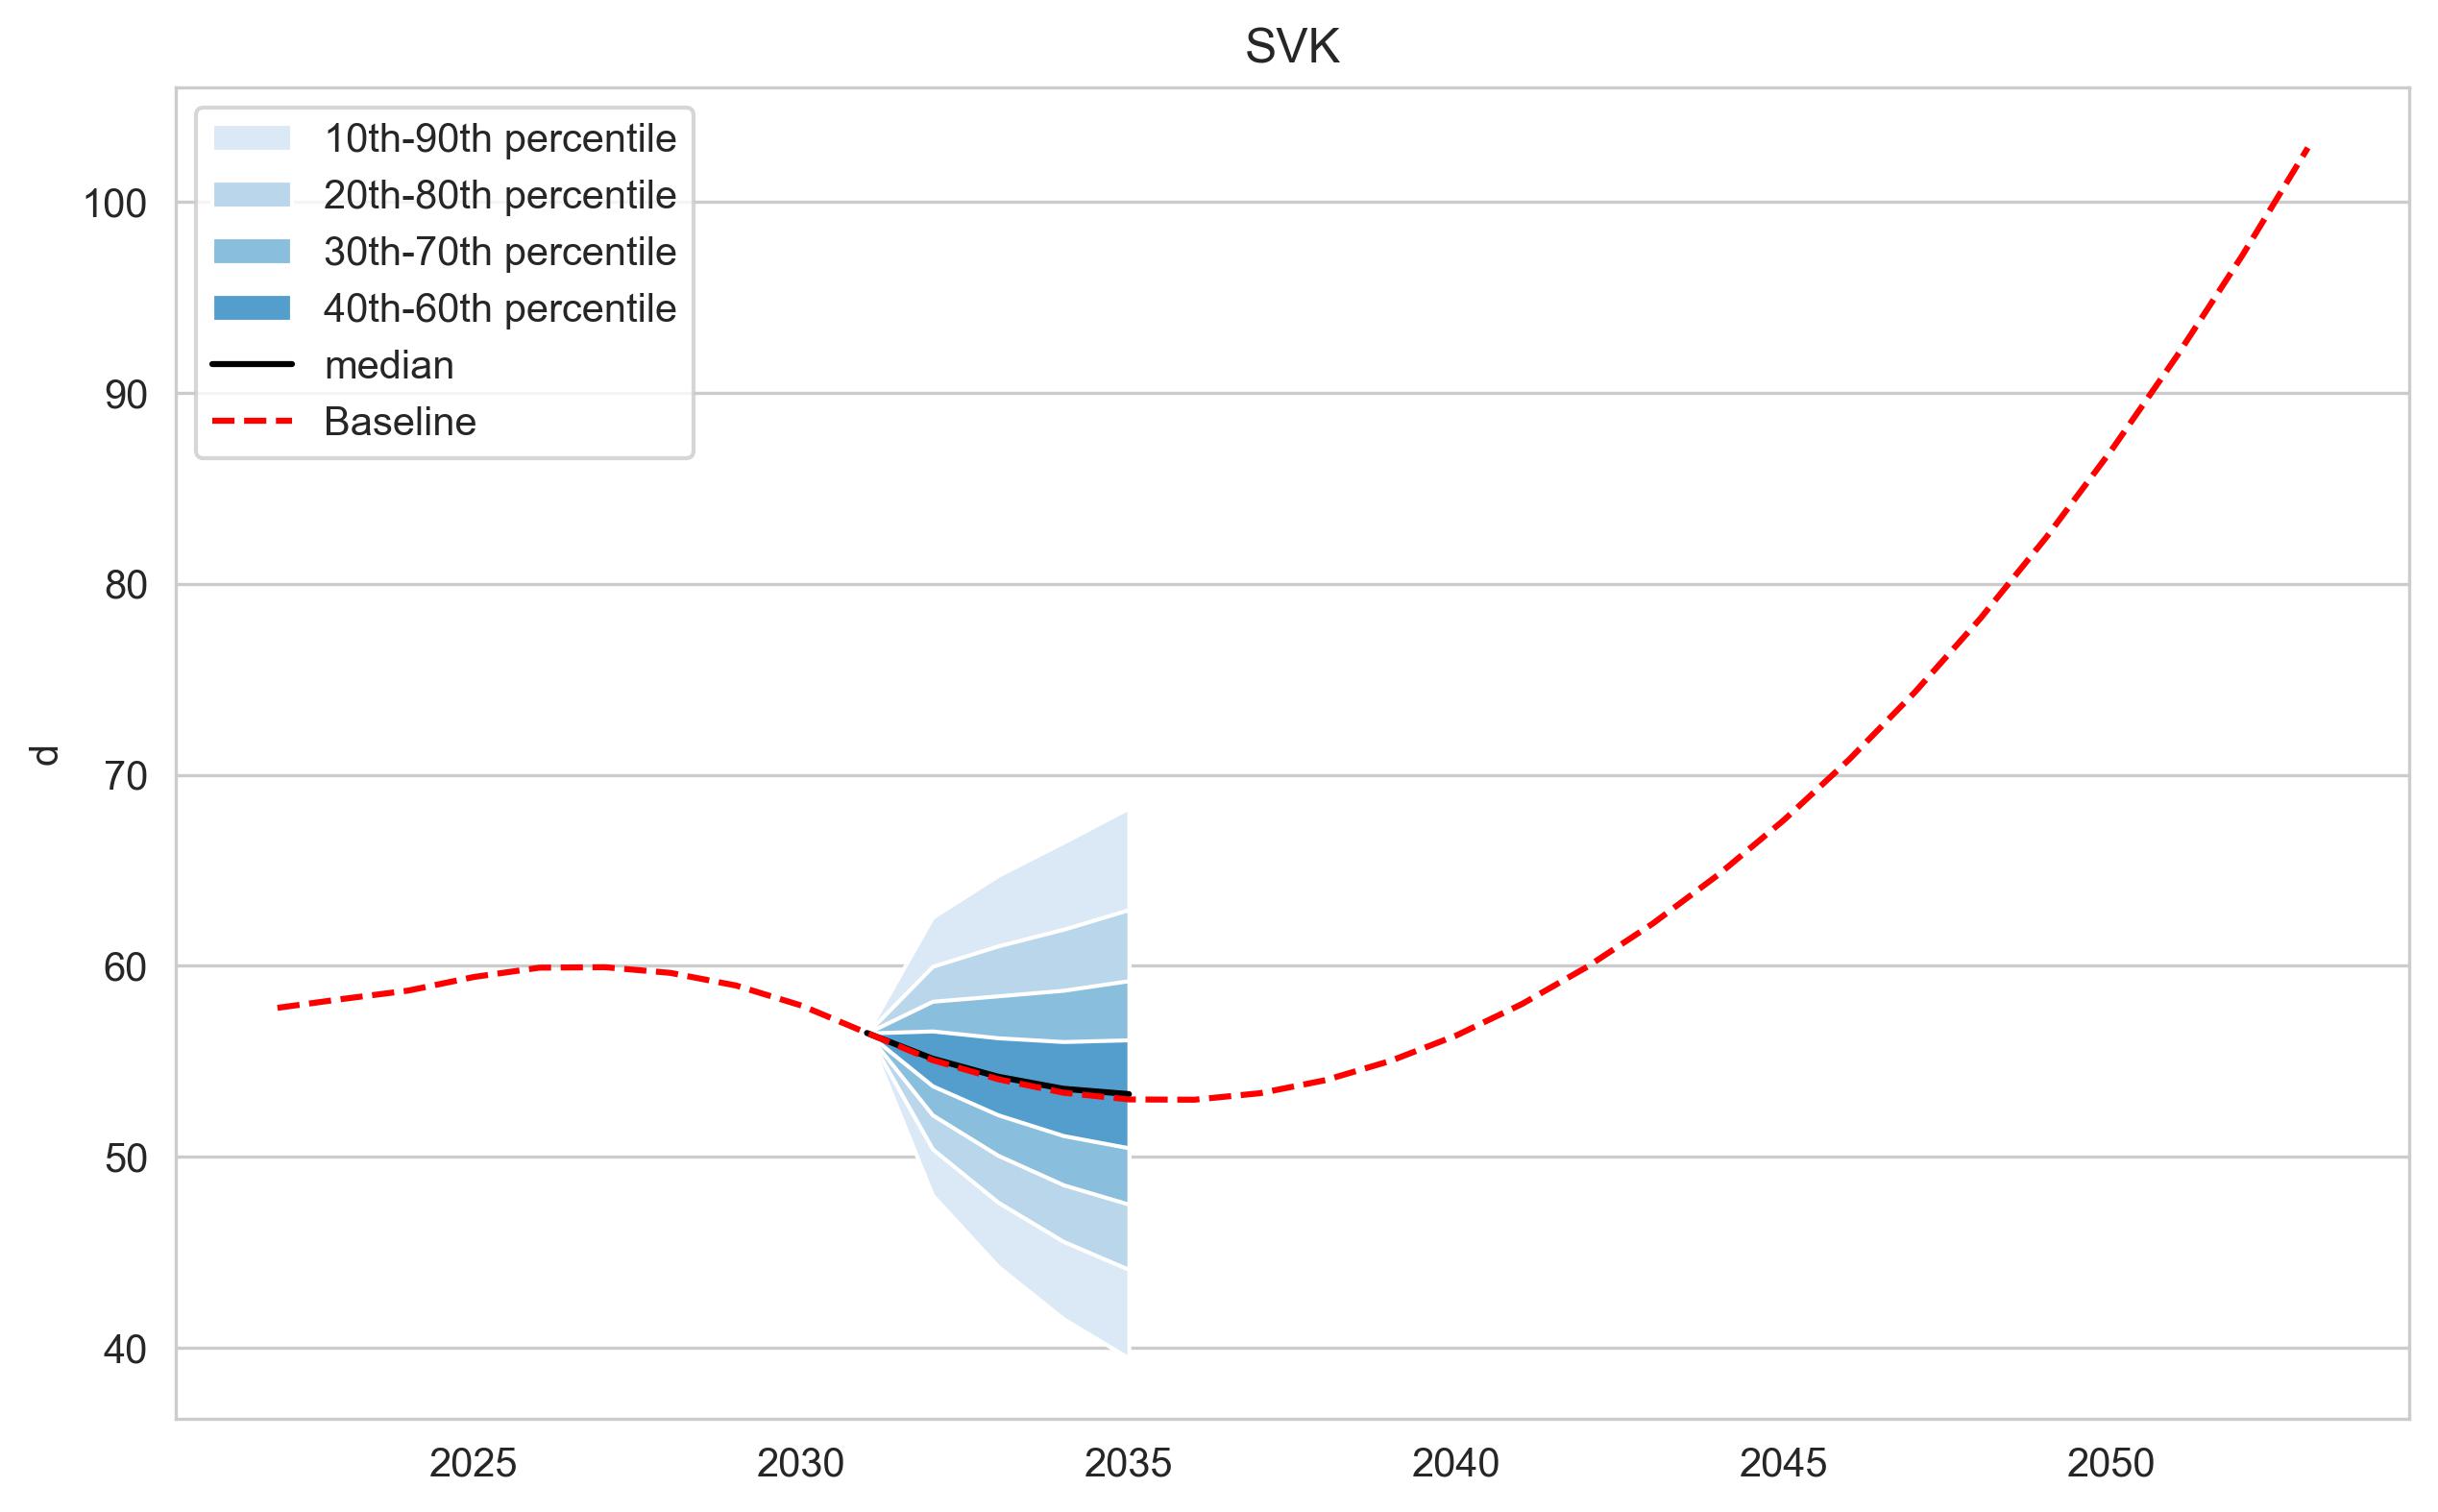 SVK
10th-90th percentile
20th-80th percentile
30th-70th percentile
40th-60th percentile
median
Baseline
100
90
80
70
60
50
40
d
2025 2030 2035 2040 2045 2050